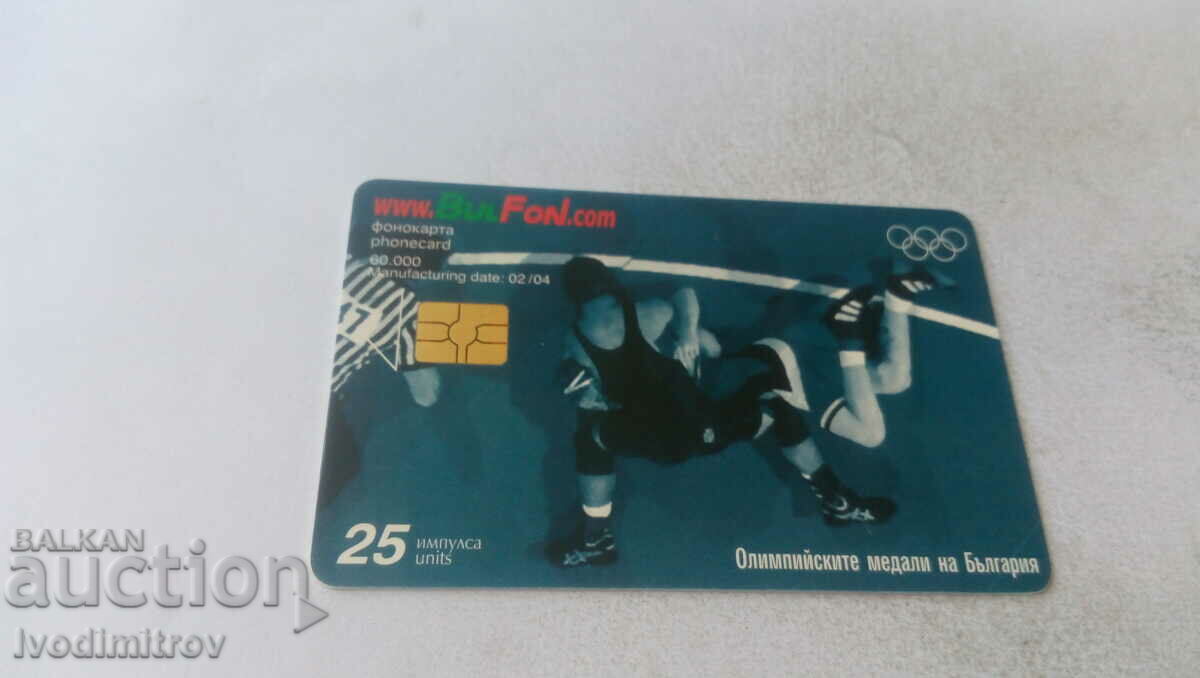 www.BulFon.com
фонокарта
phonecard
60.000
Manufacturing date: 02/04
25 импулса
units
Олимпийските медали на България
BALKAN
auction
Ivodimitrov